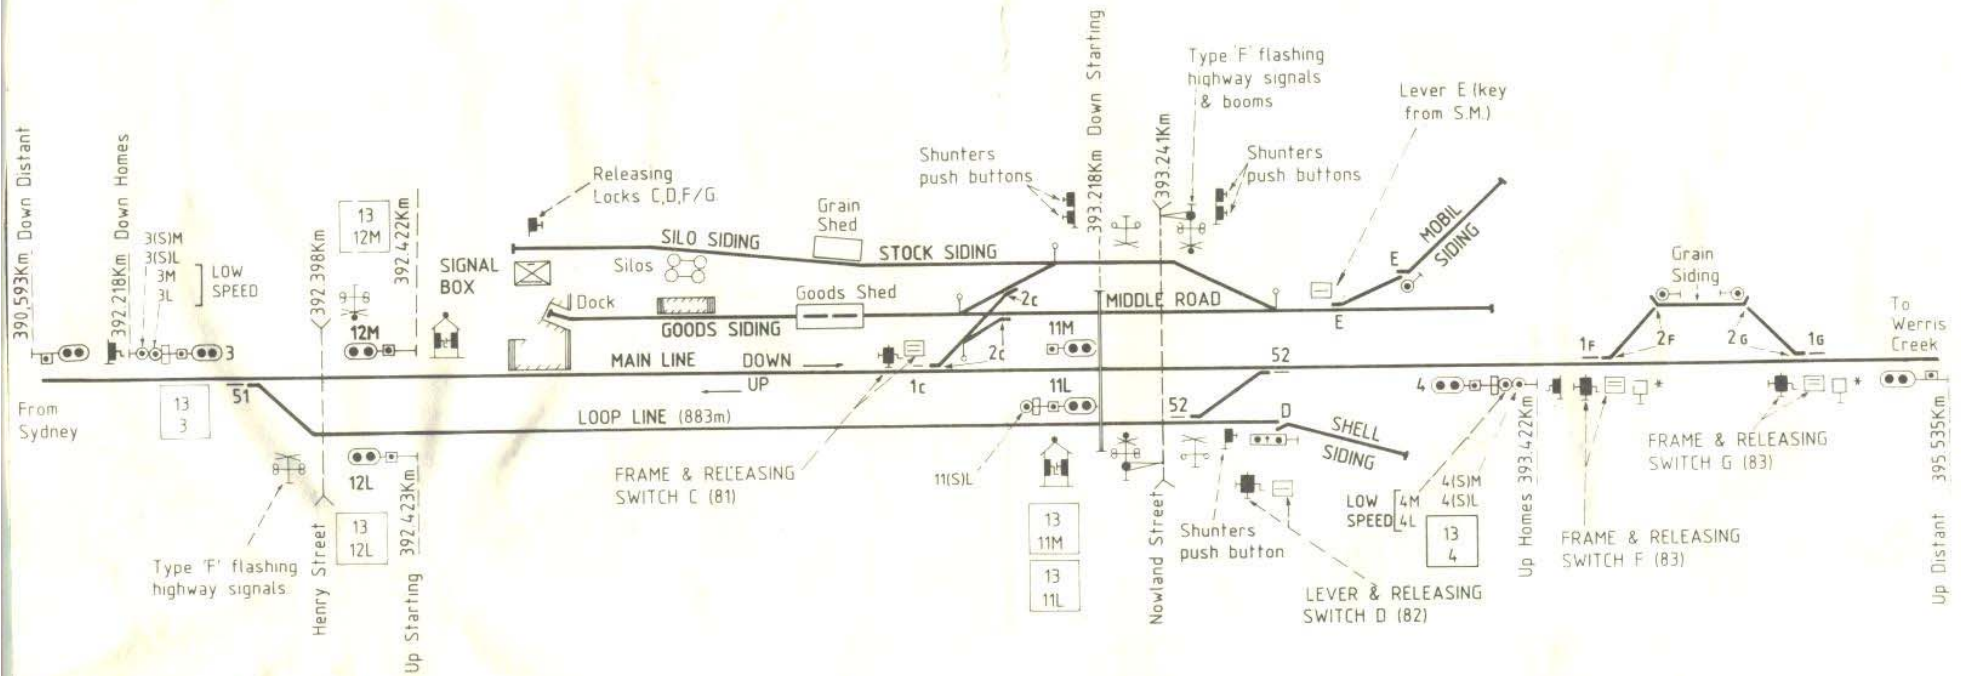 390,593Km Down Distant
392.218Km Down Homes
3(S)M
3(S)L
3M
3L
LOW
SPEED
3
From
Sydney
13
3
51
392.398Km
Henry Street
Type 'F' flashing
highway signals.
13
12M
392.422Km
12M
12L
13
12L
Up Starting 392.423Km
SIGNAL
BOX
Releasing
Locks C,D,F/G.
SILO SIDING
Silos
Grain
Shed
STOCK SIDING
Dock
GOODS SIDING
Goods Shed
MIDDLE ROAD
MAIN LINE
DOWN
UP
LOOP LINE (883m)
1c
2c
2c
FRAME & RELEASING
SWITCH C (81)
Shunters
push buttons
393.218Km Down Starting
11M
11L
11(S)L
13
11M
13
11L
393.241Km
Nowland Street
Type 'F' flashing
highway signals
& booms
Shunters
push buttons
Lever E (key
from S.M.)
MOBIL
SIDING
E
E
52
52
D
SHELL
SIDING
Shunters
push button
LEVER & RELEASING
SWITCH D (82)
4
LOW
SPEED
4M
4L
4(S)M
4(S)L
13
4
Up Homes 393.422Km
Grain
Siding
1F
2F
2G
1G
*
*
FRAME & RELEASING
SWITCH F (83)
FRAME & RELEASING
SWITCH G (83)
To
Werris
Creek
Up Distant 395.535Km